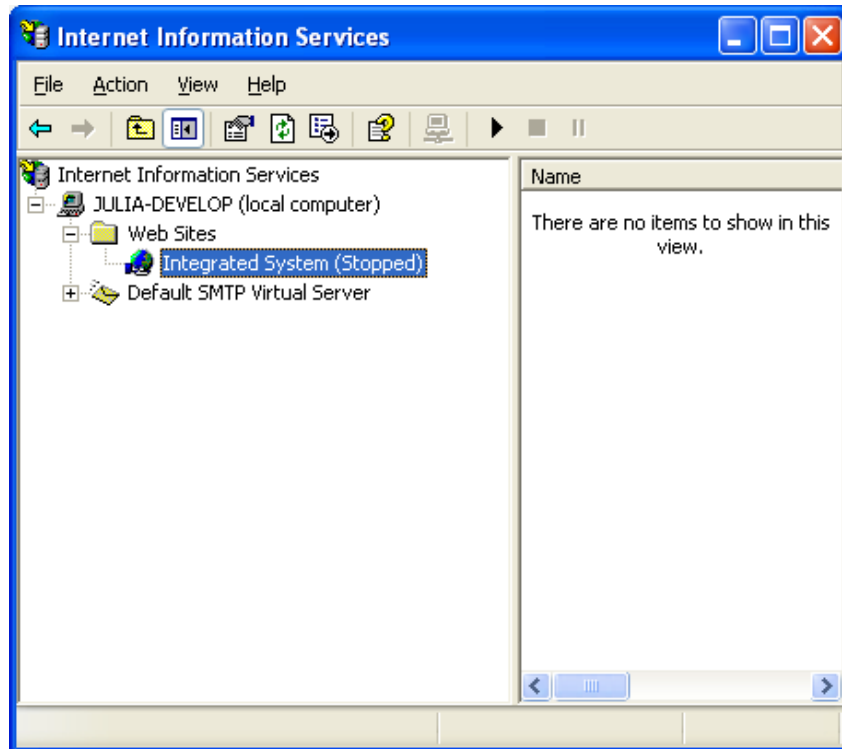 Internet Information Services
File Action View Help
Internet Information Services
JULIA-DEVELOP (local computer)
Web Sites
Integrated System (Stopped)
Default SMTP Virtual Server
Name
There are no items to show in this
view.